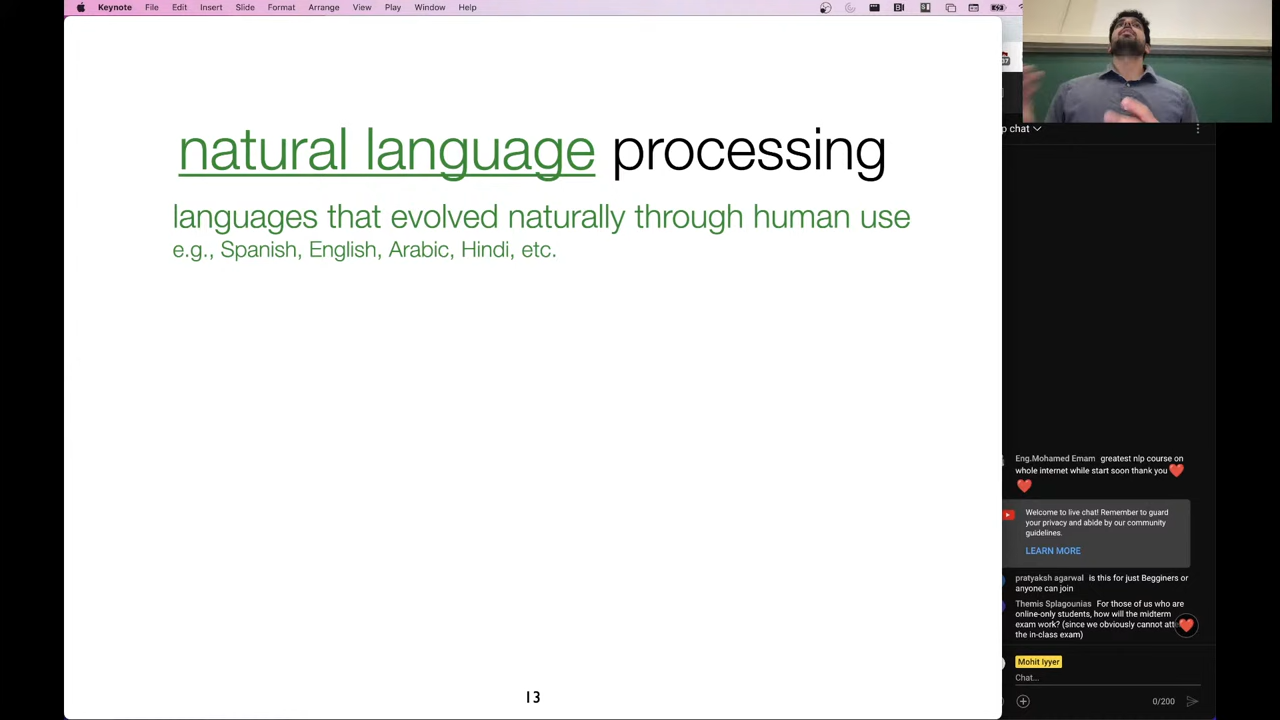 Keynote File Edit Insert Slide Format Arrange View Play Window Help
natural language processing
languages that evolved naturally through human use
e.g., Spanish, English, Arabic, Hindi, etc.
13
p chat
Eng.Mohamed Emam greatest nlp course on
whole internet while start soon thank you
Welcome to live chat! Remember to guard
your privacy and abide by our community
guidelines.
LEARN MORE
pratyaksh agarwal is this for just Begginers or
anyone can join
Themis Splagounias For those of us who are
online-only students, how will the midterm
exam work? (since we obviously cannot atte
the in-class exam)
Mohit Iyyer
Chat...
0/200